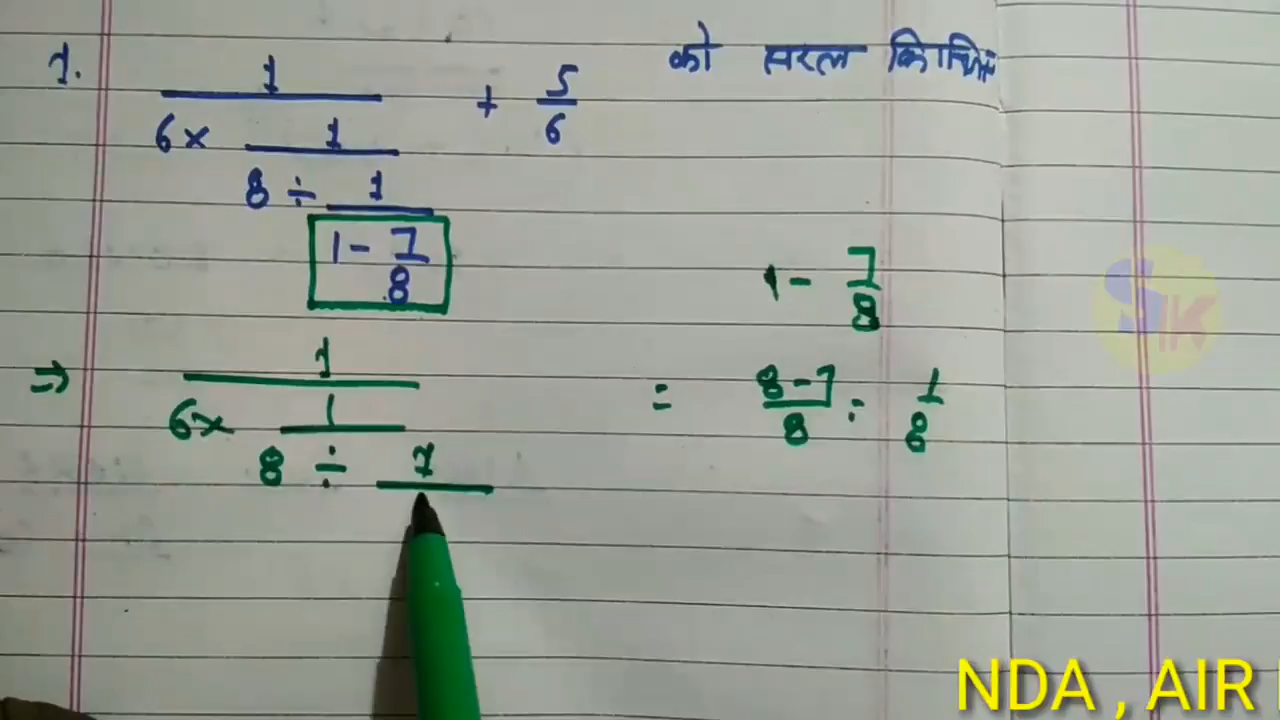 1. 1 + 5/6 को सरल कीजिए
6 × 1
8 ÷ 1
1 - 7/8
1 - 7/8
⇒ 1
6 × 1
8 ÷ 1
= 8-7/8 = 1/8
SK
NDA , AIR